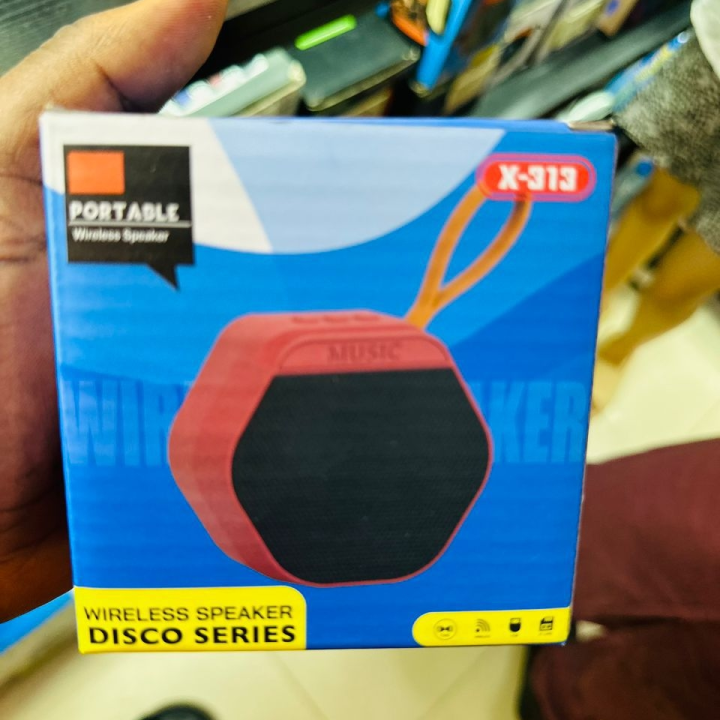 X-313
PORTABLE
Wireless Speaker
MUSIC
WIRELESS SPEAKER
DISCO SERIES